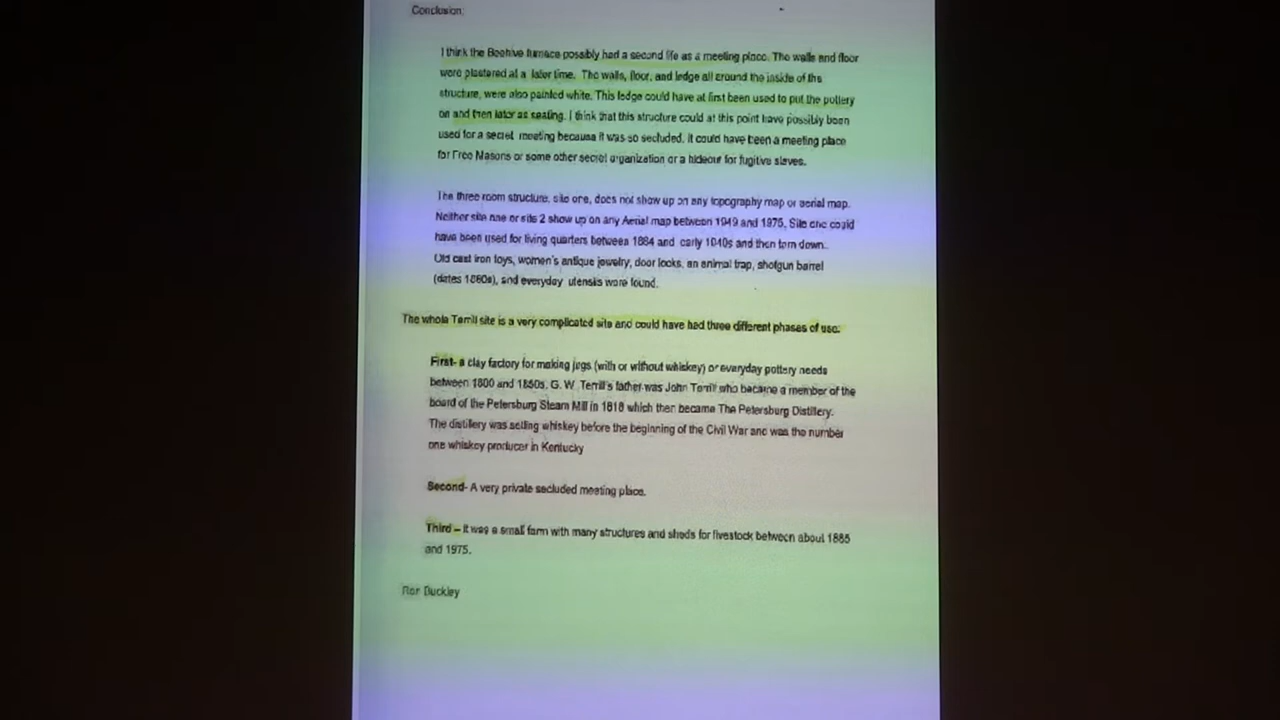 Conclusion:
I think the Beehive furnace possibly had a second life as a meeting place. The walls and floor
were plastered at a later time. The walls, floor, and ledge all around the inside of the
structure, were also painted white. This ledge could have at first been used to put the pottery
on and then later as seating. I think that this structure could at this point have possibly been
used for a secret meeting because it was so secluded. It could have been a meeting place
for Free Masons or some other secret organization or a hideout for fugitive slaves.
The three room structure, site one, does not show up on any topography map or aerial map.
Neither site one or site 2 show up on any Aerial map between 1949 and 1975. Site one could
have been used for living quarters between 1884 and early 1940s and then torn down.
Old cast iron toys, women's antique jewelry, door locks, an animal trap, shotgun barrel
(dates 1860s), and everyday utensils were found.
The whole Terrill site is a very complicated site and could have had three different phases of use:
First- a clay factory for making jugs (with or without whiskey) or everyday pottery needs
between 1800 and 1850s. G. W. Terrill's father was John Terrill who became a member of the
board of the Petersburg Steam Mill in 1818 which then became The Petersburg Distillery.
The distillery was selling whiskey before the beginning of the Civil War and was the number
one whiskey producer in Kentucky
Second- A very private secluded meeting place.
Third – It was a small farm with many structures and sheds for livestock between about 1885
and 1975.
Buckley